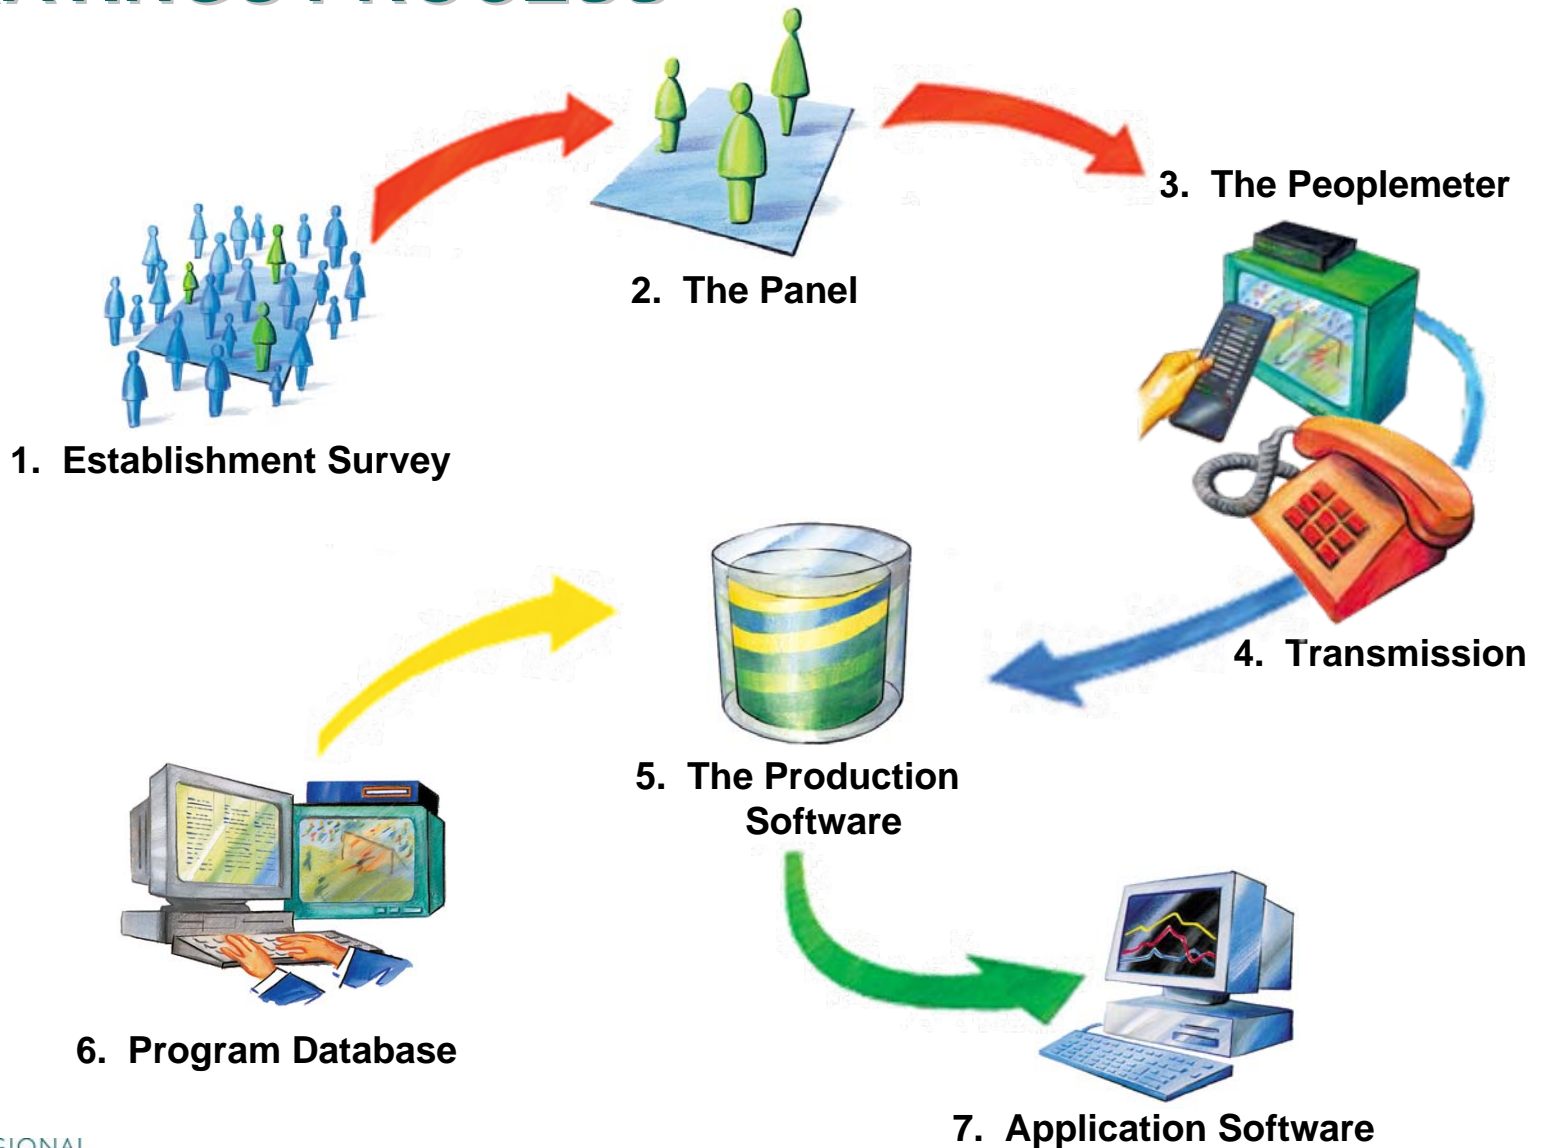 PROCESS
1. Establishment Survey
2. The Panel
3. The Peoplemeter
4. Transmission
5. The Production
Software
6. Program Database
7. Application Software